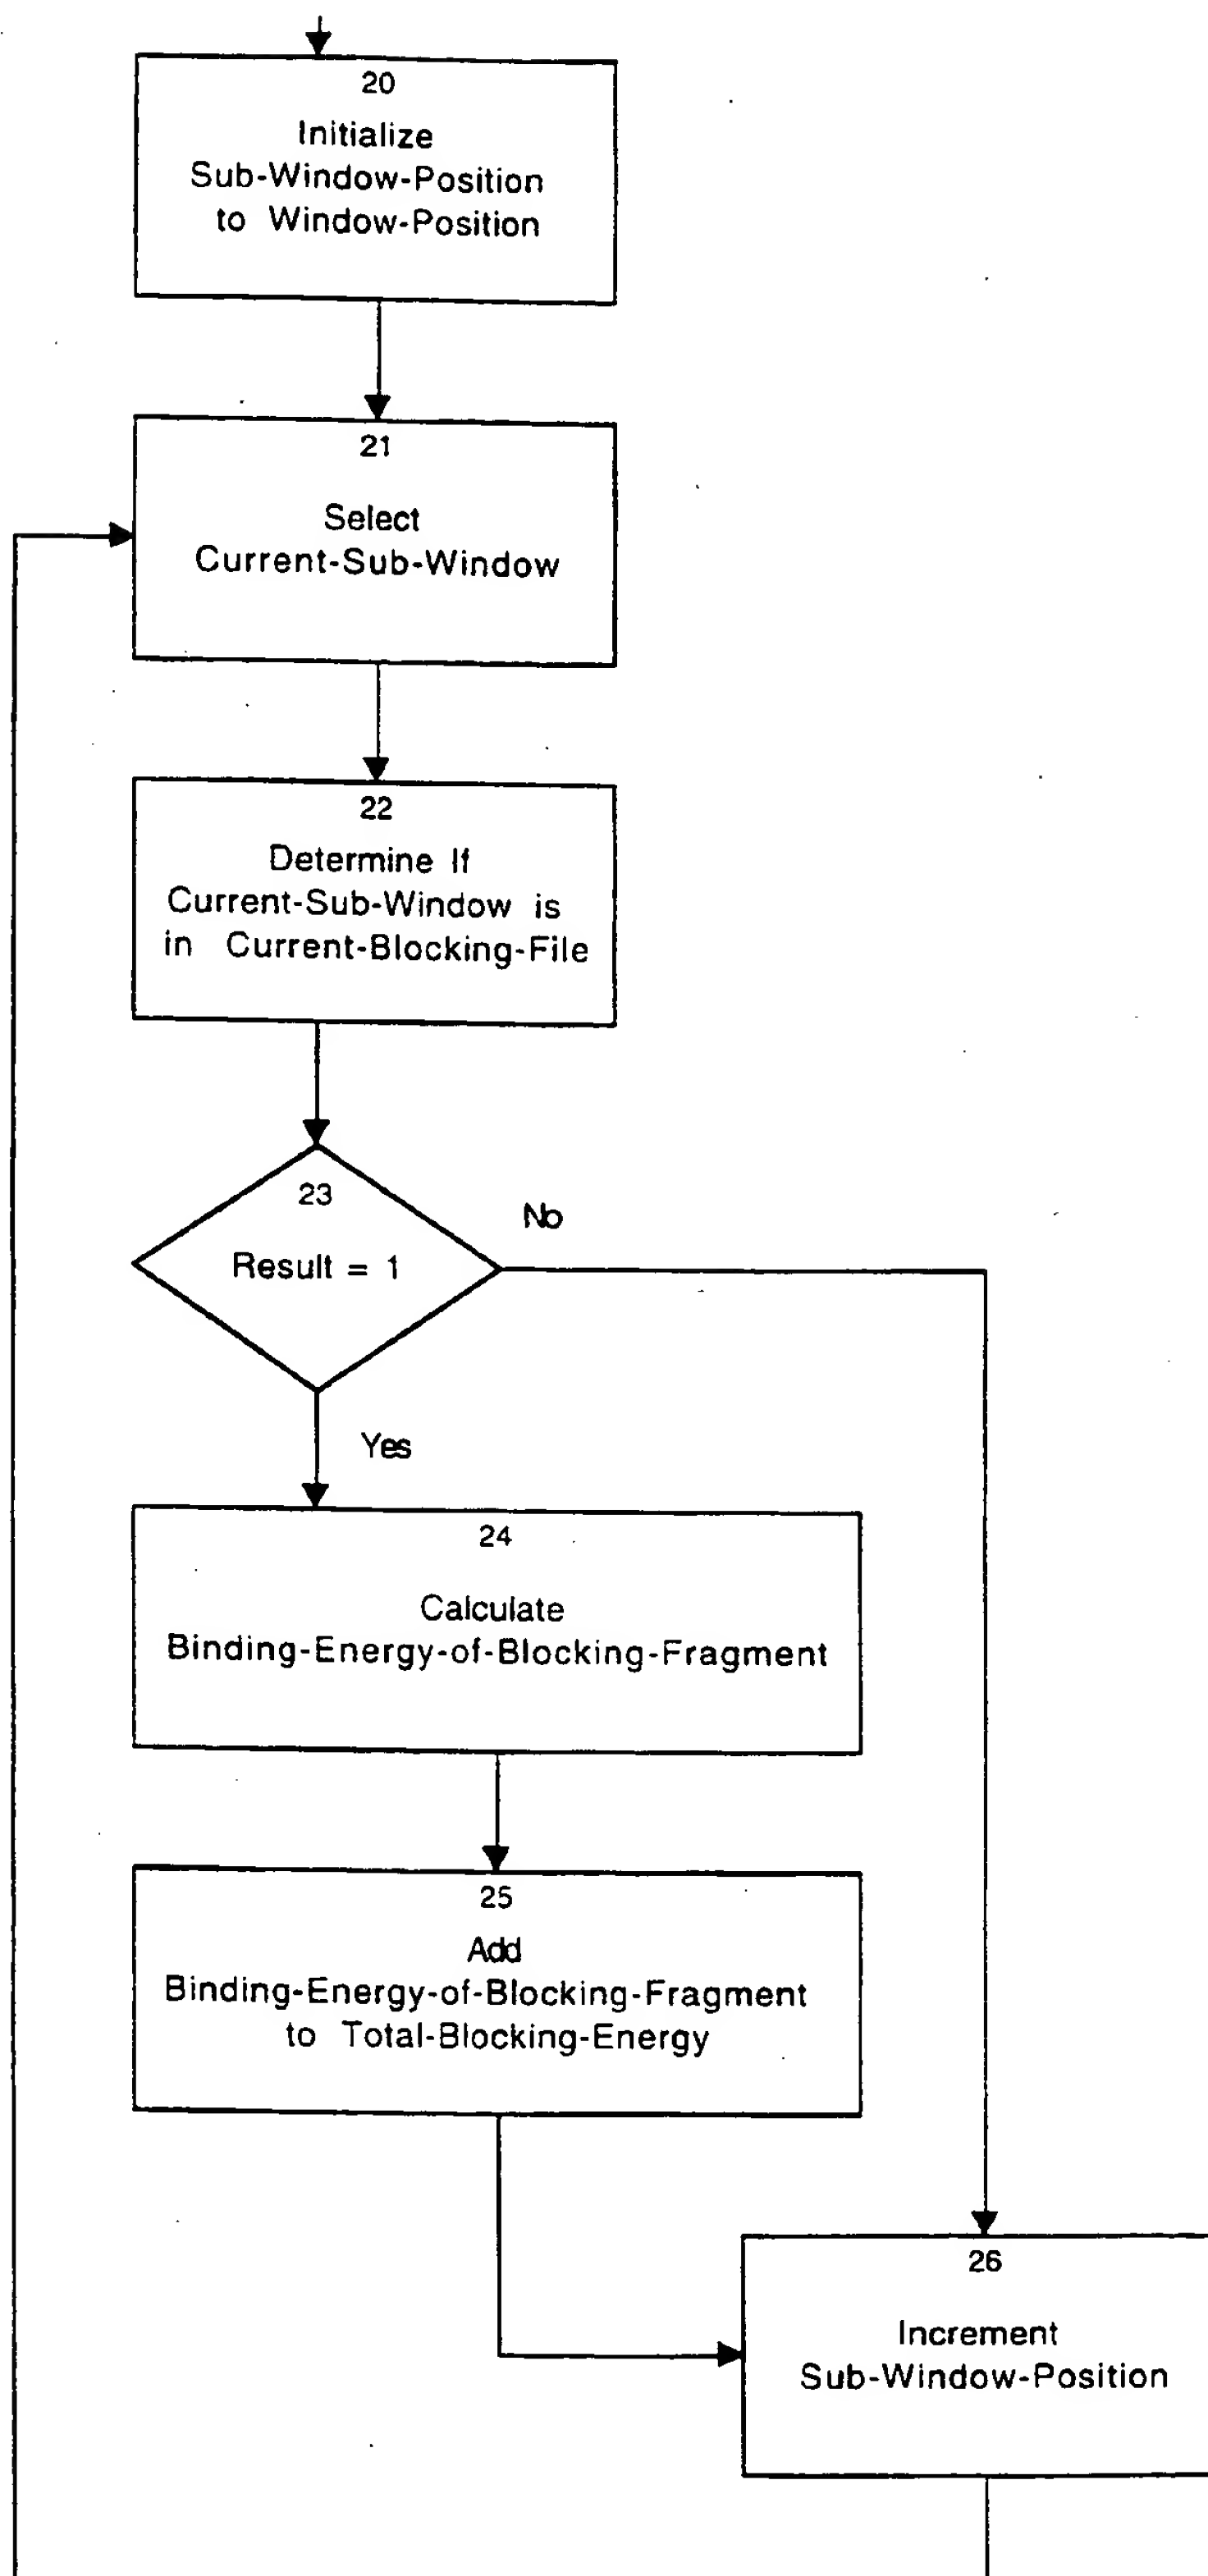 20
Initialize
Sub-Window-Position
to Window-Position
21
Select
Current-Sub-Window
22
Determine If
Current-Sub-Window is
in Current-Blocking-File
23
Result = 1
No
Yes
24
Calculate
Binding-Energy-of-Blocking-Fragment
25
Add
Binding-Energy-of-Blocking-Fragment
to Total-Blocking-Energy
26
Increment
Sub-Window-Position